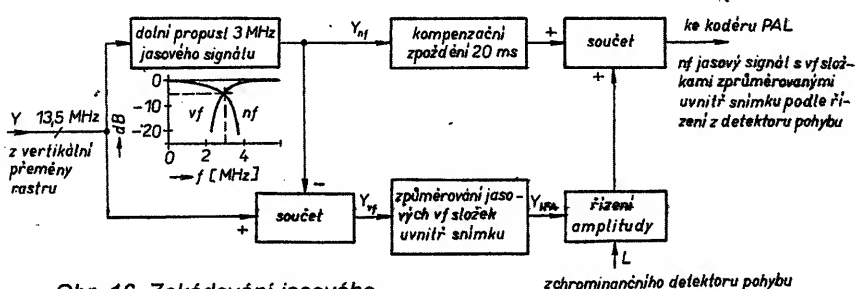 dolní propust 3 MHz
jasového signálu
Ynf
kompenzační
zpoždění 20 ms
+
součet
+
ke kodéru PAL
nf jasový signál s vf slož-
kami zprůměrovanými
uvnitř snímku podle ří-
zení z detektoru pohybu
Y 13,5 MHz
z vertikální
přeměny
rastru
dB
0
-10
-20
vf
nf
0 2 4
f [MHz]
-
+
součet
Yvf
zpüměrování jaso-
vých vf složek
uvnitř snímku
YIFA
řízení
amplitudy
L
z chrominančního detektoru pohybu
Obr. 16. Zakódování jasového